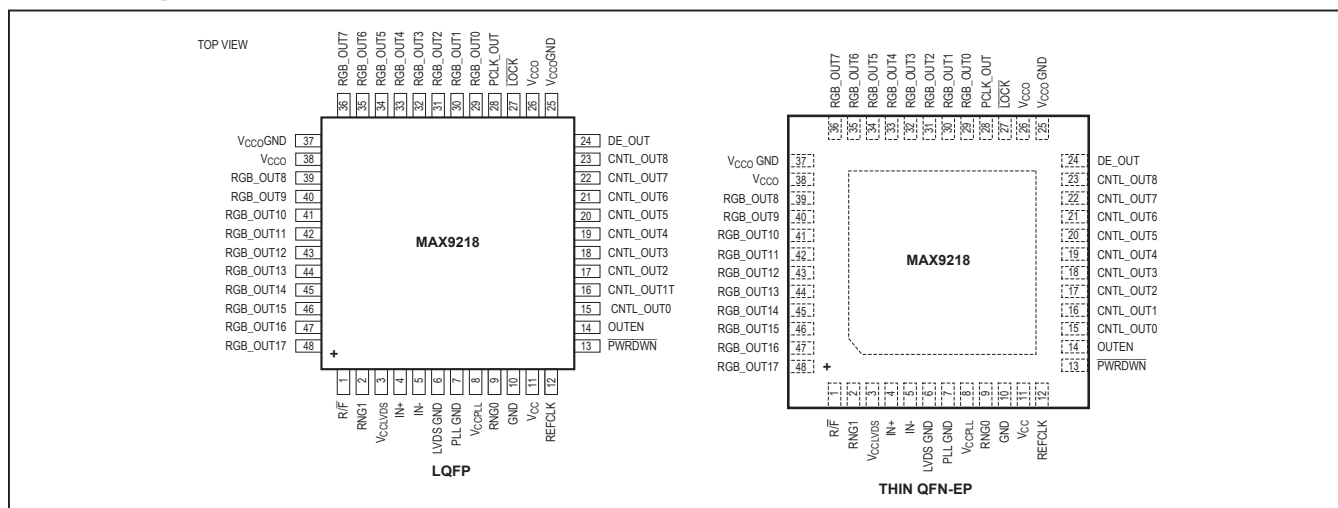 TOP VIEW
RGB_OUT7
RGB_OUT6
RGB_OUT5
RGB_OUT4
RGB_OUT3
RGB_OUT2
RGB_OUT1
RGB_OUT0
PCLK_OUT
LOCK
VCCO
VCCOGND
36
35
34
33
32
31
30
29
28
27
26
25
VCCOGND 37
VCCO 38
RGB_OUT8 39
RGB_OUT9 40
RGB_OUT10 41
RGB_OUT11 42
RGB_OUT12 43
RGB_OUT13 44
RGB_OUT14 45
RGB_OUT15 46
RGB_OUT16 47
RGB_OUT17 48
MAX9218
+
24 DE_OUT
23 CNTL_OUT8
22 CNTL_OUT7
21 CNTL_OUT6
20 CNTL_OUT5
19 CNTL_OUT4
18 CNTL_OUT3
17 CNTL_OUT2
16 CNTL_OUT1T
15 CNTL_OUT0
14 OUTEN
13 PWRDWN
1
2
3
4
5
6
7
8
9
10
11
12
R/F
RNG1
VCCLVDS
IN+
IN-
LVDS GND
PLL GND
VCCPLL
RNG0
GND
VCC
REFCLK
LQFP
RGB_OUT7
RGB_OUT6
RGB_OUT5
RGB_OUT4
RGB_OUT3
RGB_OUT2
RGB_OUT1
RGB_OUT0
PCLK_OUT
LOCK
VCCO
VCCO GND
36
35
34
33
32
31
30
29
28
27
26
25
VCCO GND 37
VCCO 38
RGB_OUT8 39
RGB_OUT9 40
RGB_OUT10 41
RGB_OUT11 42
RGB_OUT12 43
RGB_OUT13 44
RGB_OUT14 45
RGB_OUT15 46
RGB_OUT16 47
RGB_OUT17 48
MAX9218
+
24 DE_OUT
23 CNTL_OUT8
22 CNTL_OUT7
21 CNTL_OUT6
20 CNTL_OUT5
19 CNTL_OUT4
18 CNTL_OUT3
17 CNTL_OUT2
16 CNTL_OUT1
15 CNTL_OUT0
14 OUTEN
13 PWRDWN
1
2
3
4
5
6
7
8
9
10
11
12
R/F
RNG1
VCCLVDS
IN+
IN-
LVDS GND
PLL GND
VCCPLL
RNG0
GND
VCC
REFCLK
THIN QFN-EP